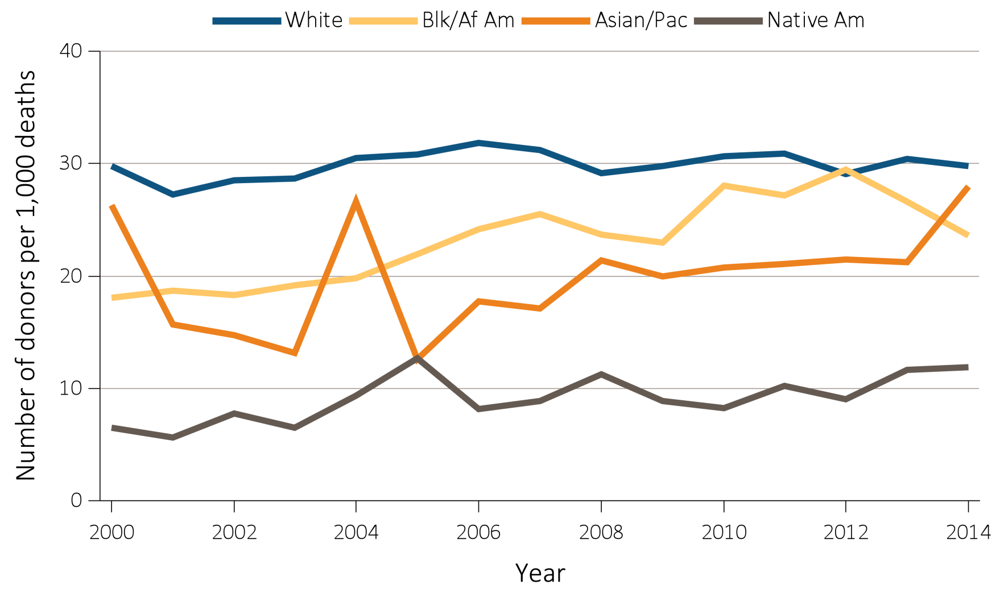 White Blk/Af Am Asian/Pac Native Am
Number of donors per 1,000 deaths
40
30
20
10
0
2000 2002 2004 2006 2008 2010 2012 2014
Year